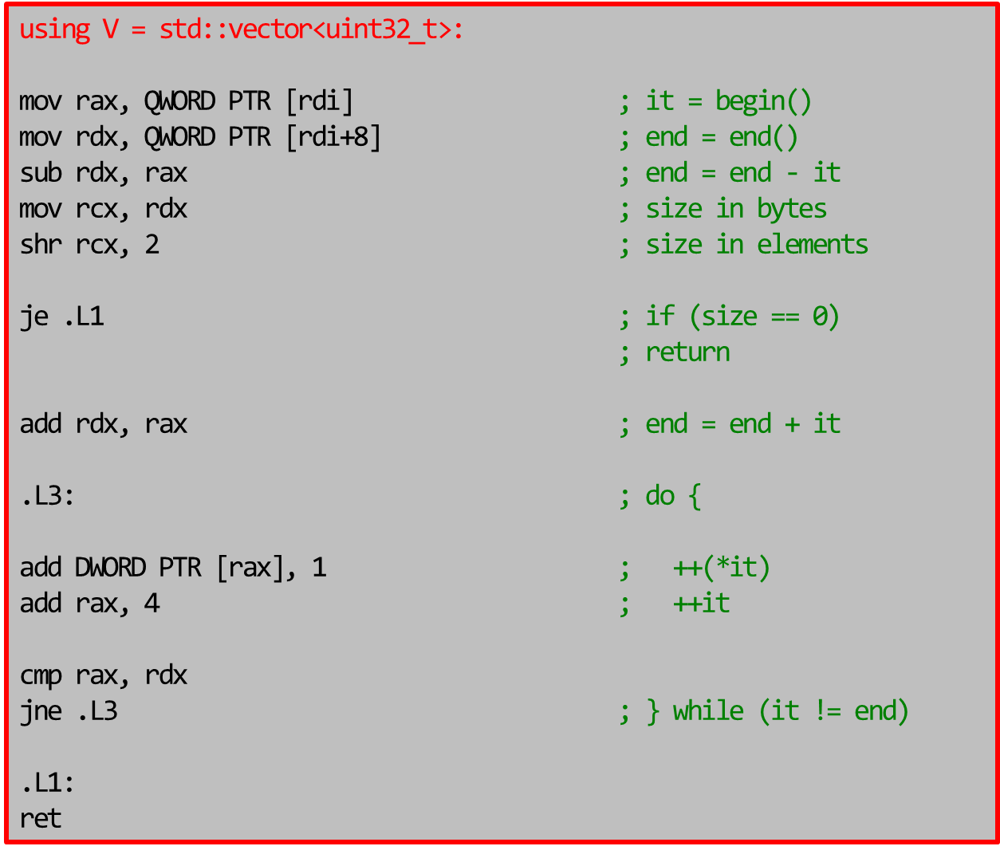 using V = std::vector<uint32_t>:
mov rax, QWORD PTR [rdi] ; it = begin()
mov rdx, QWORD PTR [rdi+8] ; end = end()
sub rdx, rax ; end = end - it
mov rcx, rdx ; size in bytes
shr rcx, 2 ; size in elements
je .L1 ; if (size == 0)
; return
add rdx, rax ; end = end + it
.L3: ; do {
add DWORD PTR [rax], 1 ; ++(*it)
add rax, 4 ; ++it
cmp rax, rdx
jne .L3 ; } while (it != end)
.L1:
ret